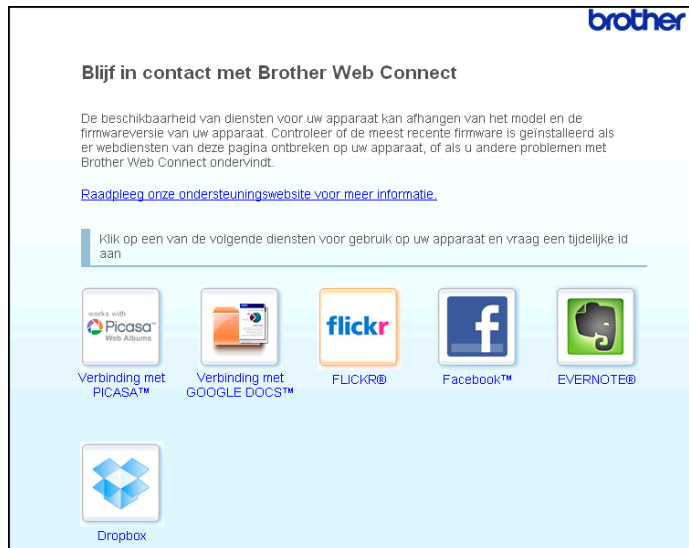 brother
Blijf in contact met Brother Web Connect
De beschikbaarheid van diensten voor uw apparaat kan afhangen van het model en de
firmwareversie van uw apparaat. Controleer of de meest recente firmware is geïnstalleerd als
er webdiensten van deze pagina ontbreken op uw apparaat, of als u andere problemen met
Brother Web Connect ondervindt.
Raadpleeg onze ondersteuningswebsite voor meer informatie.
Klik op een van de volgende diensten voor gebruik op uw apparaat en vraag een tijdelijke id
aan
works with
Picasa™
Web Albums
flickr
f
Verbinding met
PICASA™
Verbinding met
GOOGLE DOCS™
FLICKR®
Facebook™
EVERNOTE®
Dropbox